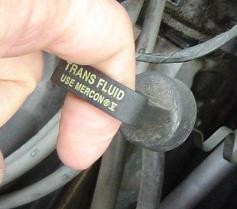 TRANS FLUID
USE MERCON® V